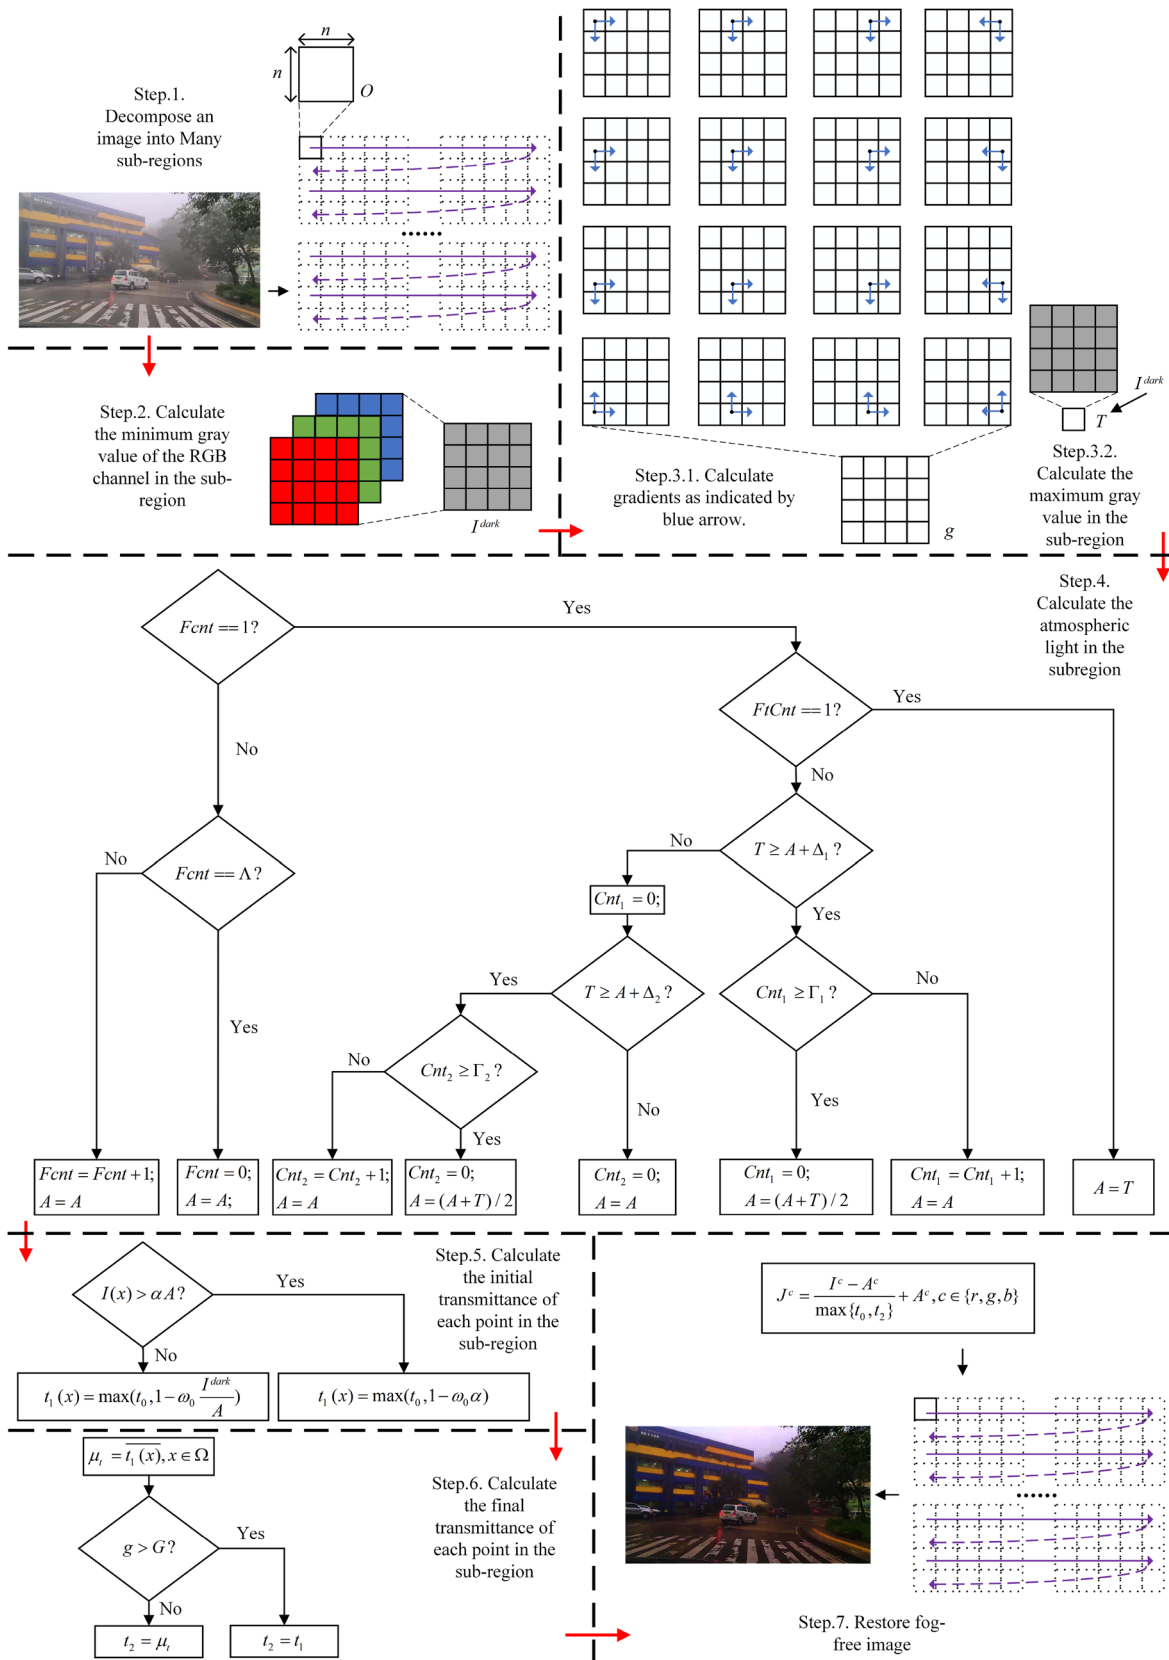 n
n
O
Step.1.
Decompose an
image into Many
sub-regions
......
Step.2. Calculate
the minimum gray
value of the RGB
channel in the sub-
region
I^{dark}
Step.3.1. Calculate
gradients as indicated by
blue arrow.
g
I^{dark}
T
Step.3.2.
Calculate the
maximum gray
value in the
sub-region
Step.4.
Calculate the
atmospheric
light in the
subregion
Fcnt == 1?
Yes
No
FtCnt == 1?
Yes
No
Fcnt == Λ?
No
Yes
T ≥ A + Δ₁ ?
No
Yes
Cnt₁ = 0;
T ≥ A + Δ₂ ?
Yes
No
Cnt₁ ≥ Γ₁ ?
No
Yes
Cnt₂ ≥ Γ₂ ?
No
Yes
Fcnt = Fcnt + 1;
A = A
Fcnt = 0;
A = A;
Cnt₂ = Cnt₂ + 1;
A = A
Cnt₂ = 0;
A = (A + T) / 2
Cnt₂ = 0;
A = A
Cnt₁ = 0;
A = (A + T) / 2
Cnt₁ = Cnt₁ + 1;
A = A
A = T
Step.5. Calculate
the initial
transmittance of
each point in the
sub-region
I(x) > αA?
Yes
No
t₁(x) = max(t₀, 1 − ω₀ I^{dark} / A)
t₁(x) = max(t₀, 1 − ω₀α)
Step.6. Calculate
the final
transmittance of
each point in the
sub-region
μ_t = \overline{t₁(x)}, x ∈ Ω
g > G?
Yes
No
t₂ = μ_t
t₂ = t₁
J^c = (I^c − A^c) / max{t₀, t₂} + A^c, c ∈ {r, g, b}
......
Step.7. Restore fog-
free image